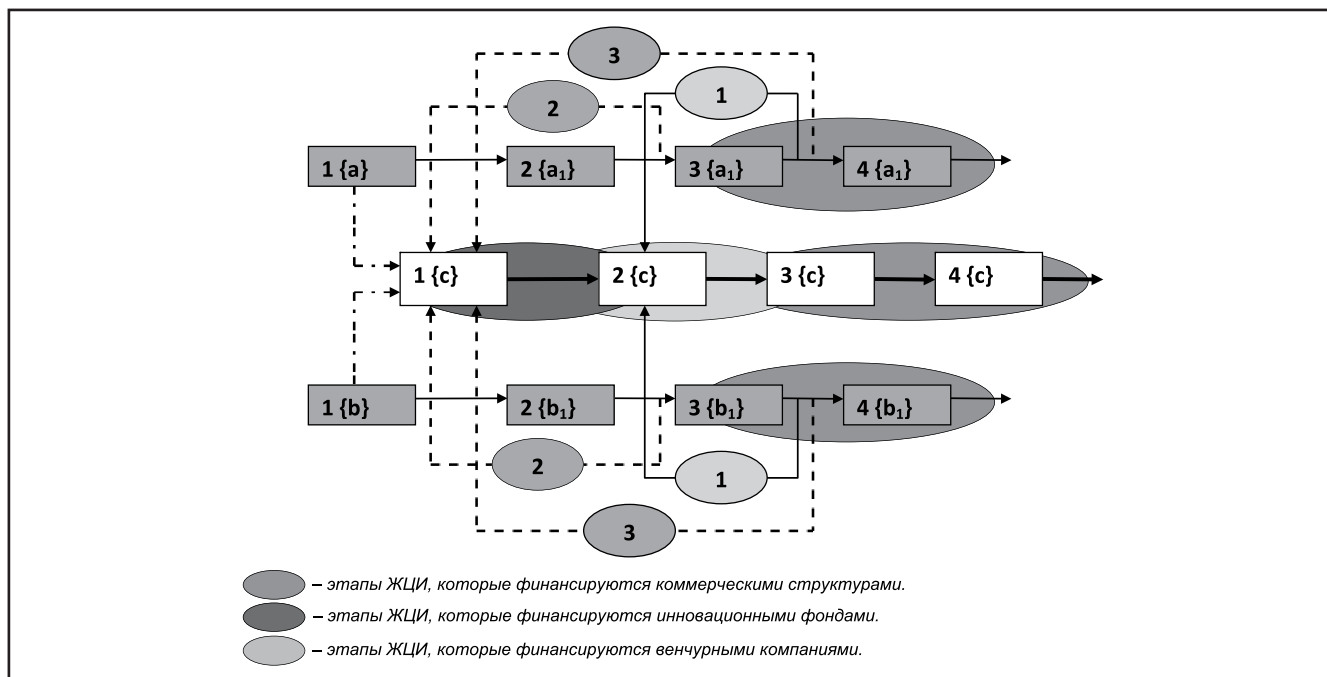 3
2
1
1 {a}
2 {a₁}
3 {a₁}
4 {a₁}
1 {c}
2 {c}
3 {c}
4 {c}
1 {b}
2 {b₁}
3 {b₁}
4 {b₁}
2
1
3
– этапы ЖЦИ, которые финансируются коммерческими структурами.
– этапы ЖЦИ, которые финансируются инновационными фондами.
– этапы ЖЦИ, которые финансируются венчурными компаниями.